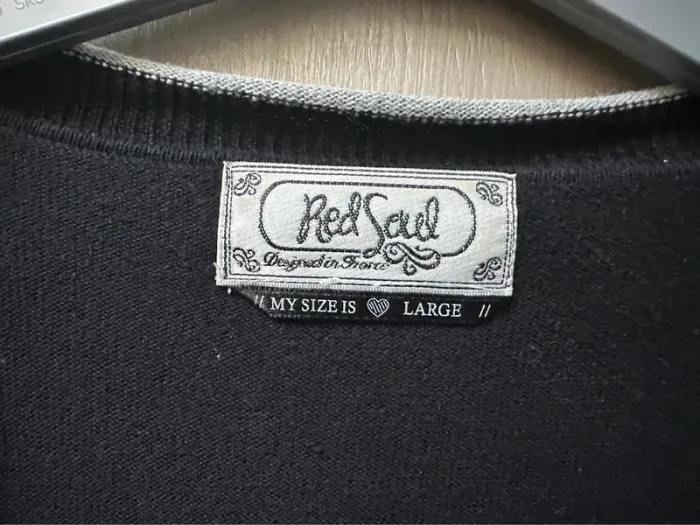 Red Soul
Designed in France
// MY SIZE IS LARGE //